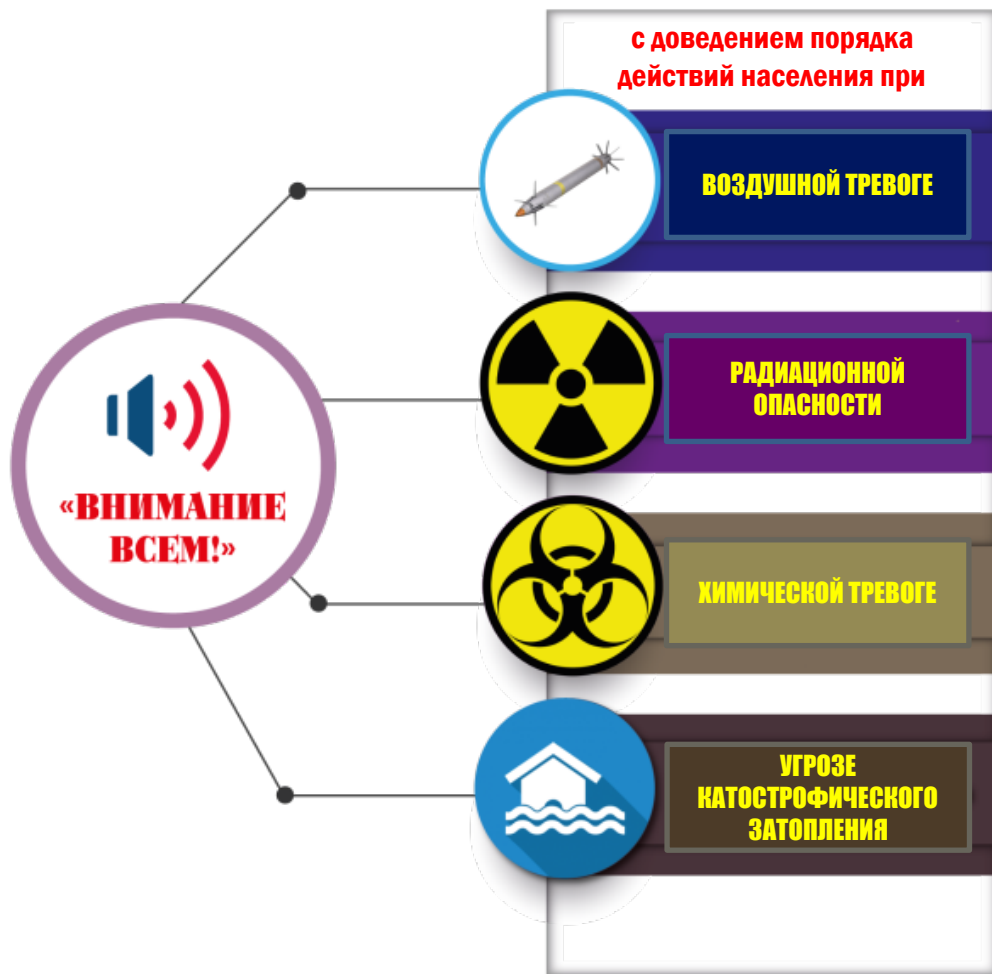 с доведением порядка
действий населения при
ВОЗДУШНОЙ ТРЕВОГЕ
РАДИАЦИОННОЙ
ОПАСНОСТИ
«ВНИМАНИЕ
ВСЕМ!»
ХИМИЧЕСКОЙ ТРЕВОГЕ
УГРОЗЕ
КАТОСТРОФИЧЕСКОГО
ЗАТОПЛЕНИЯ